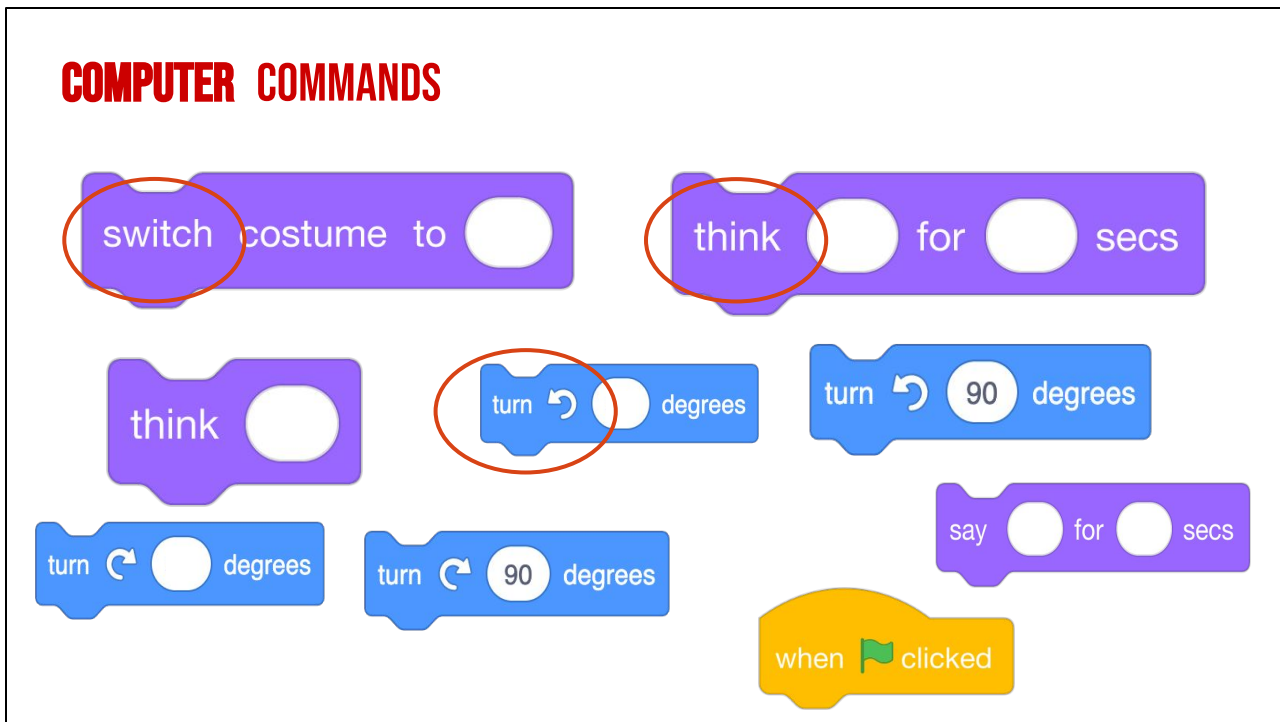 COMPUTER COMMANDS
switch costume to
think for secs
think
turn degrees
turn 90 degrees
say for secs
turn degrees
turn 90 degrees
when clicked